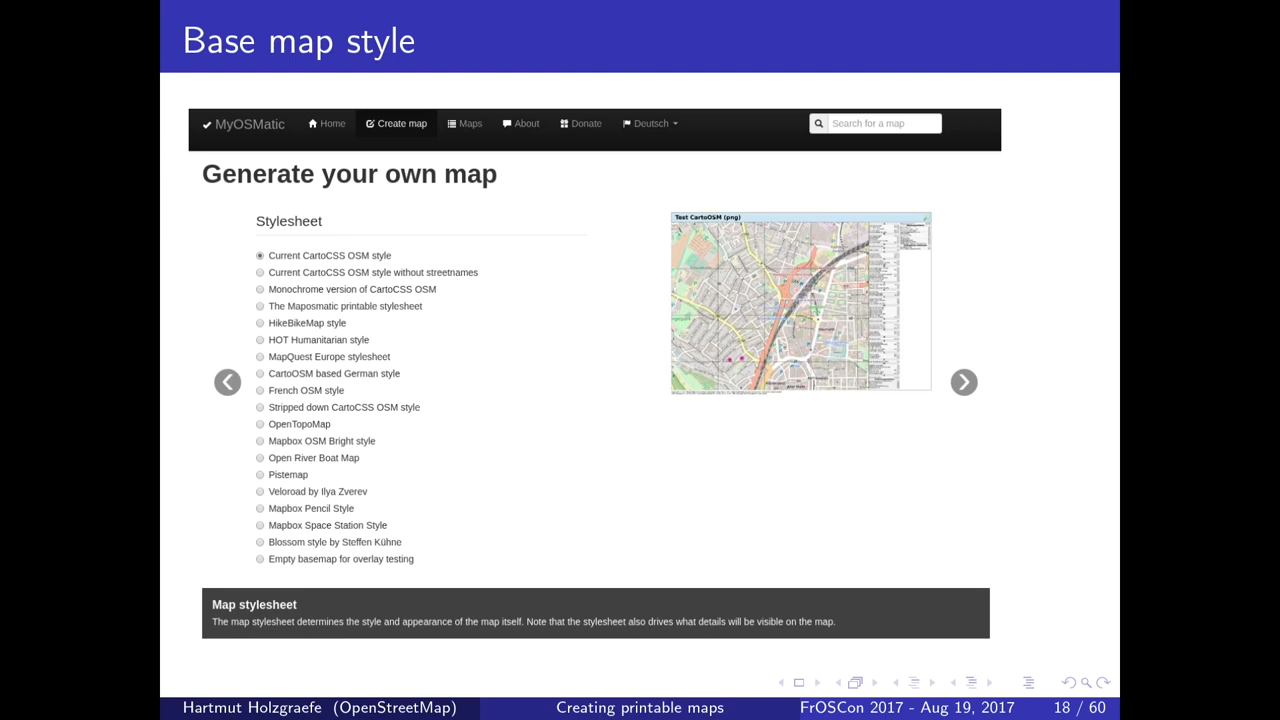 Base map style
MyOSMatic Home Create map Maps About Donate Deutsch Search for a map
Generate your own map
Stylesheet
Current CartoCSS OSM style
Current CartoCSS OSM style without streetnames
Monochrome version of CartoCSS OSM
The Maposmatic printable stylesheet
HikeBikeMap style
HOT Humanitarian style
MapQuest Europe stylesheet
CartoOSM based German style
French OSM style
Stripped down CartoCSS OSM style
OpenTopoMap
Mapbox OSM Bright style
Open River Boat Map
Pistemap
Veloroad by Ilya Zverev
Mapbox Pencil Style
Mapbox Space Station Style
Blossom style by Steffen Kühne
Empty basemap for overlay testing
Test CartoOSM (png)
Map stylesheet
The map stylesheet determines the style and appearance of the map itself. Note that the stylesheet also drives what details will be visible on the map.
Hartmut Holzgraefe (OpenStreetMap) Creating printable maps FrOSCon 2017 - Aug 19, 2017 18 / 60